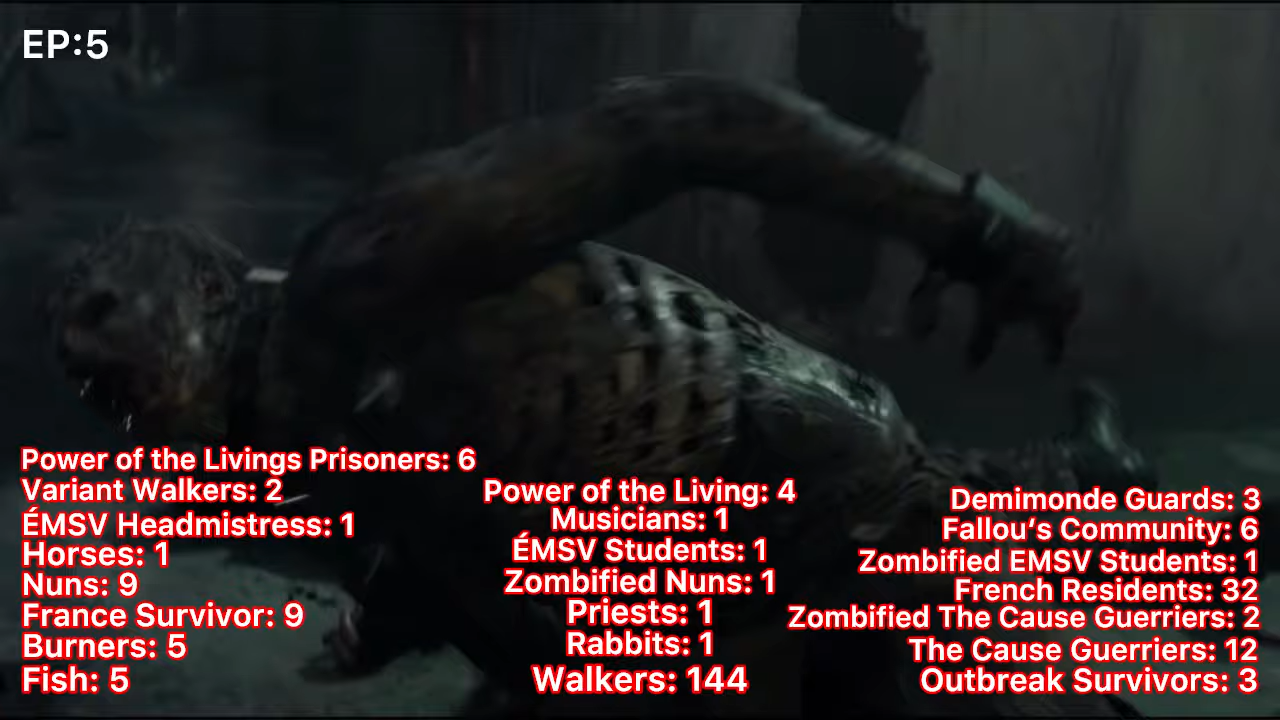 EP:5
Power of the Livings Prisoners: 6
Variant Walkers: 2
ÉMSV Headmistress: 1
Horses: 1
Nuns: 9
France Survivor: 9
Burners: 5
Fish: 5
Power of the Living: 4
Musicians: 1
ÉMSV Students: 1
Zombified Nuns: 1
Priests: 1
Rabbits: 1
Walkers: 144
Demimonde Guards: 3
Fallou’s Community: 6
Zombified EMSV Students: 1
French Residents: 32
Zombified The Cause Guerriers: 2
The Cause Guerriers: 12
Outbreak Survivors: 3